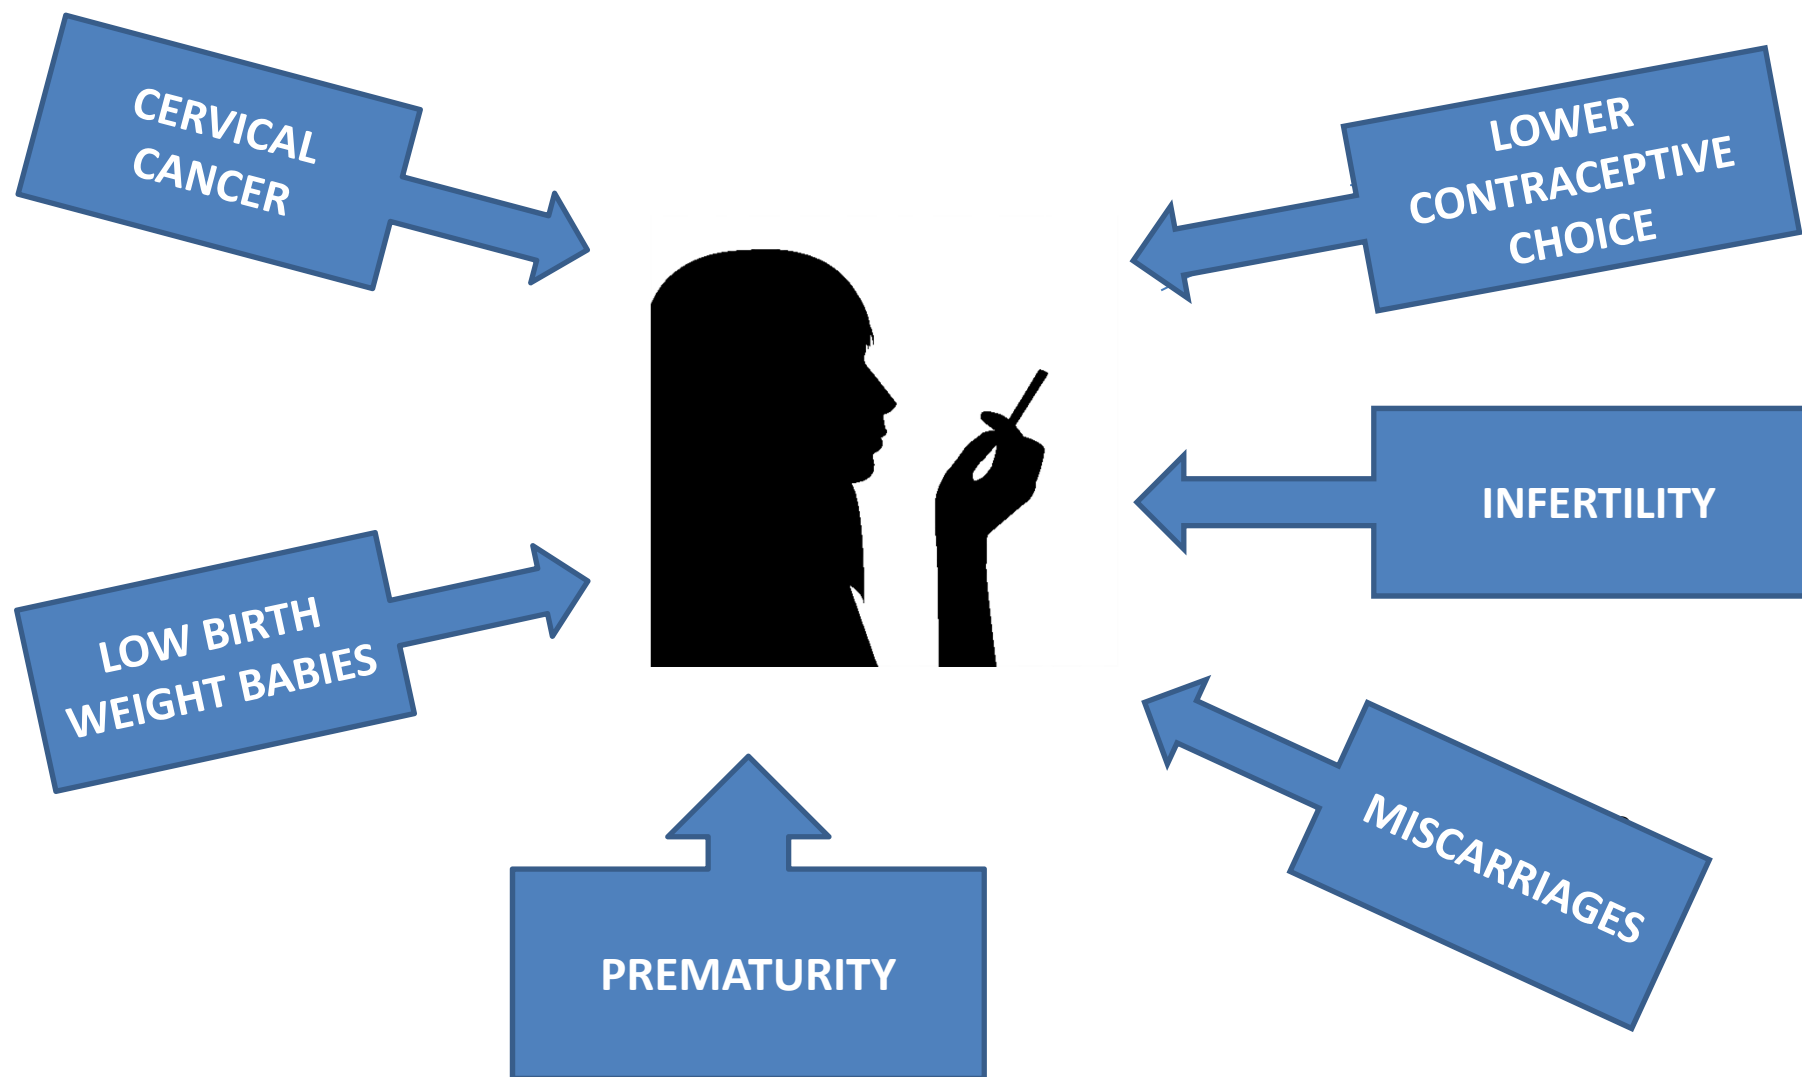 CERVICAL
CANCER
LOWER
CONTRACEPTIVE
CHOICE
INFERTILITY
LOW BIRTH
WEIGHT BABIES
MISCARRIAGES
PREMATURITY